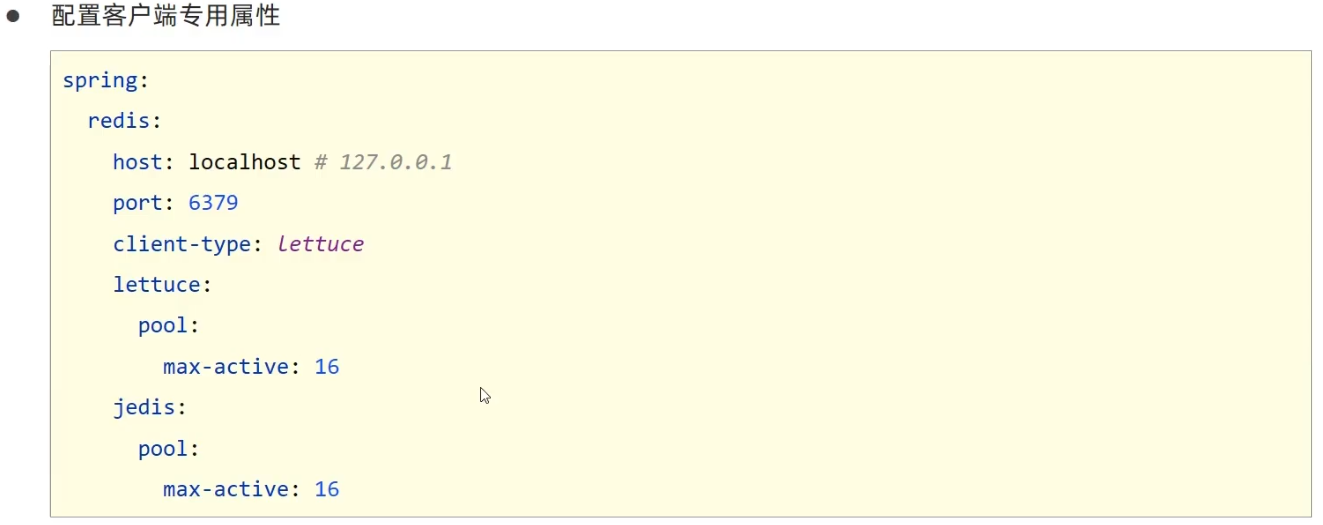 ● 配置客户端专用属性
spring:
  redis:
    host: localhost # 127.0.0.1
    port: 6379
    client-type: lettuce
    lettuce:
      pool:
        max-active: 16
    jedis:
      pool:
        max-active: 16